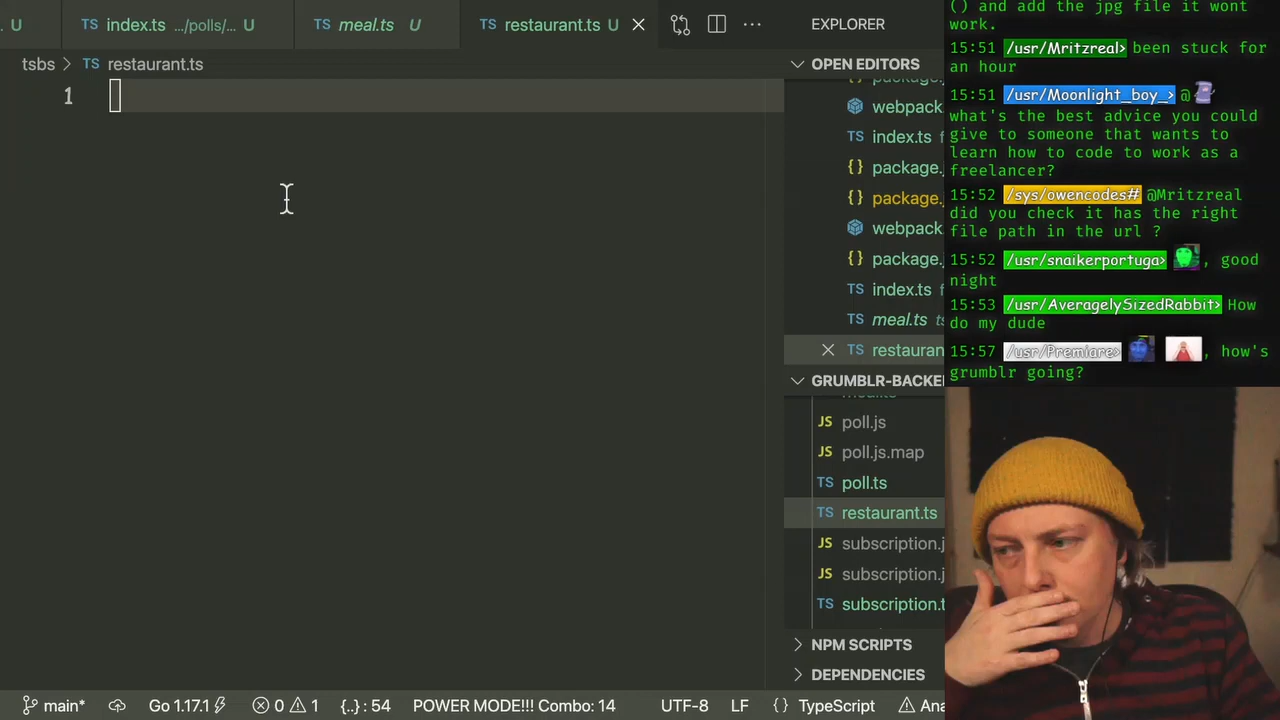 . U
TS index.ts .../polls/... U
TS meal.ts U
TS restaurant.ts U
tsbs > TS restaurant.ts
1
EXPLORER
OPEN EDITORS
package.
webpack
TS index.ts f
{} package.j
{} package.
webpack
{} package.
TS index.ts f
TS meal.ts ts
TS restauran
GRUMBLR-BACKE
JS poll.js
JS poll.js.map
TS poll.ts
TS restaurant.ts
JS subscription.j
JS subscription.j
TS subscription.t
NPM SCRIPTS
DEPENDENCIES
main* Go 1.17.1 0 1 {..} : 54 POWER MODE!!! Combo: 14 UTF-8 LF {} TypeScript Ana
() and add the jpg file it wont
work.
15:51 /usr/Mritzreal> been stuck for
an hour
15:51 /usr/Moonlight_boy_> @
what's the best advice you could
give to someone that wants to
learn how to code to work as a
freelancer?
15:52 /sys/owencodes# @Mritzreal
did you check it has the right
file path in the url ?
15:52 /usr/snaikerportuga> , good
night
15:53 /usr/AveragelySizedRabbit> How
do my dude
15:57 /usr/Premiare> , how's
grumblr going?